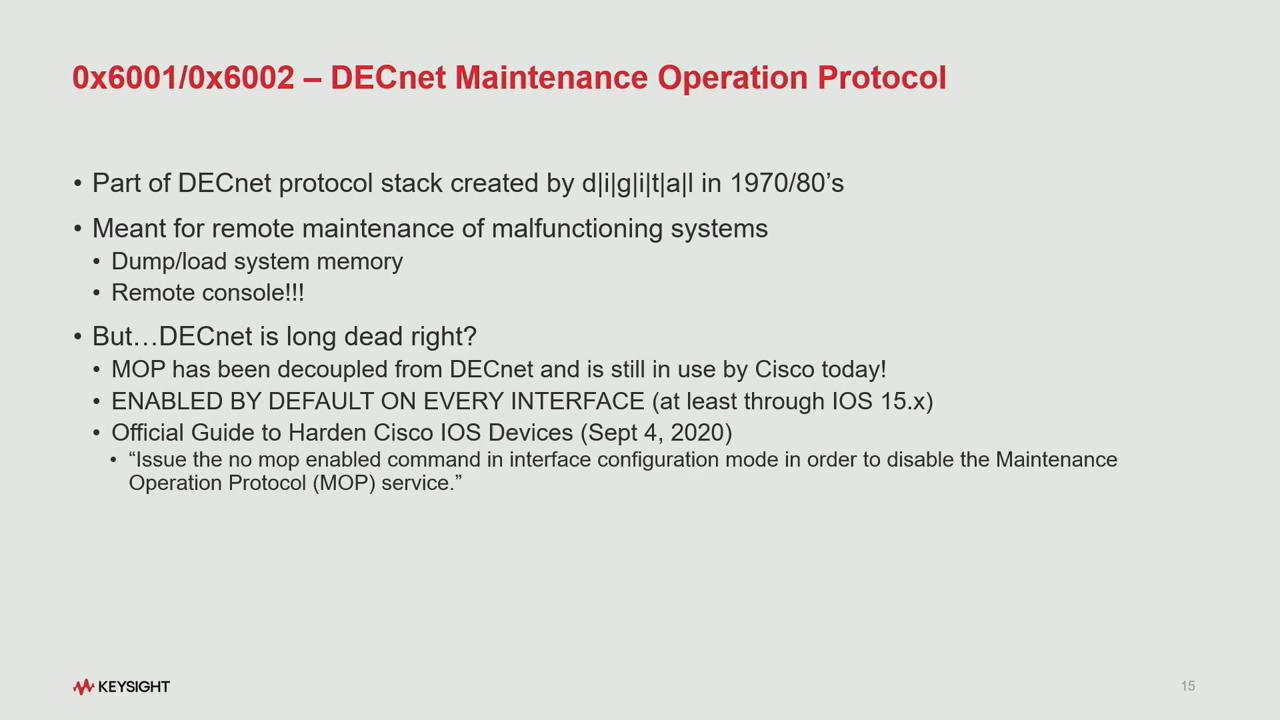 0x6001/0x6002 – DECnet Maintenance Operation Protocol
• Part of DECnet protocol stack created by d|i|g|i|t|a|l in 1970/80’s
• Meant for remote maintenance of malfunctioning systems
• Dump/load system memory
• Remote console!!!
• But…DECnet is long dead right?
• MOP has been decoupled from DECnet and is still in use by Cisco today!
• ENABLED BY DEFAULT ON EVERY INTERFACE (at least through IOS 15.x)
• Official Guide to Harden Cisco IOS Devices (Sept 4, 2020)
• “Issue the no mop enabled command in interface configuration mode in order to disable the Maintenance
Operation Protocol (MOP) service.”
KEYSIGHT
15